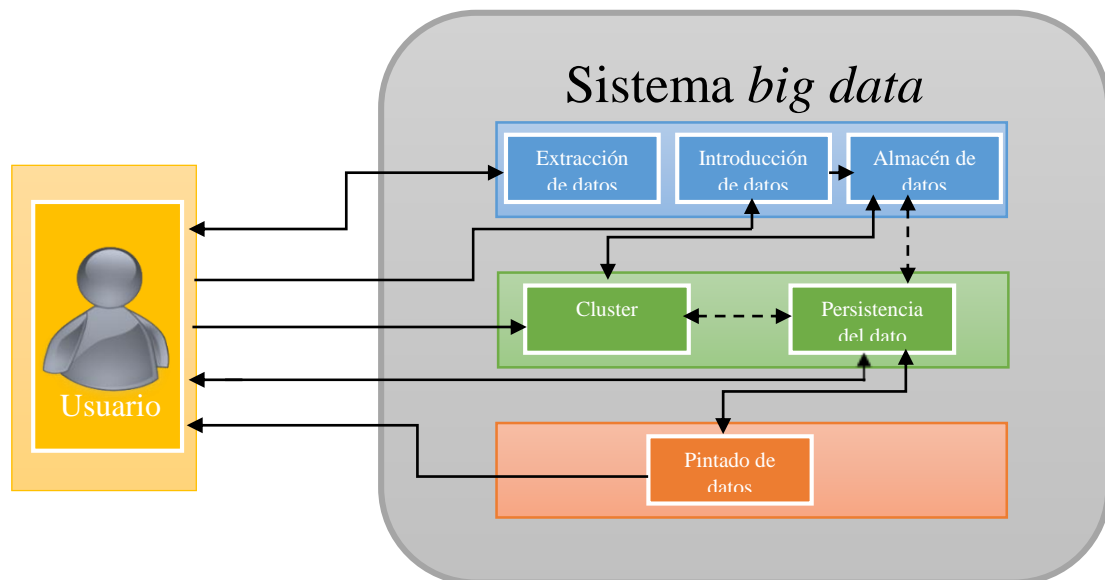 Sistema big data
Extracción
de datos
Introducción
de datos
Almacén de
datos
Cluster
Persistencia
del dato
Usuario
Pintado de
datos